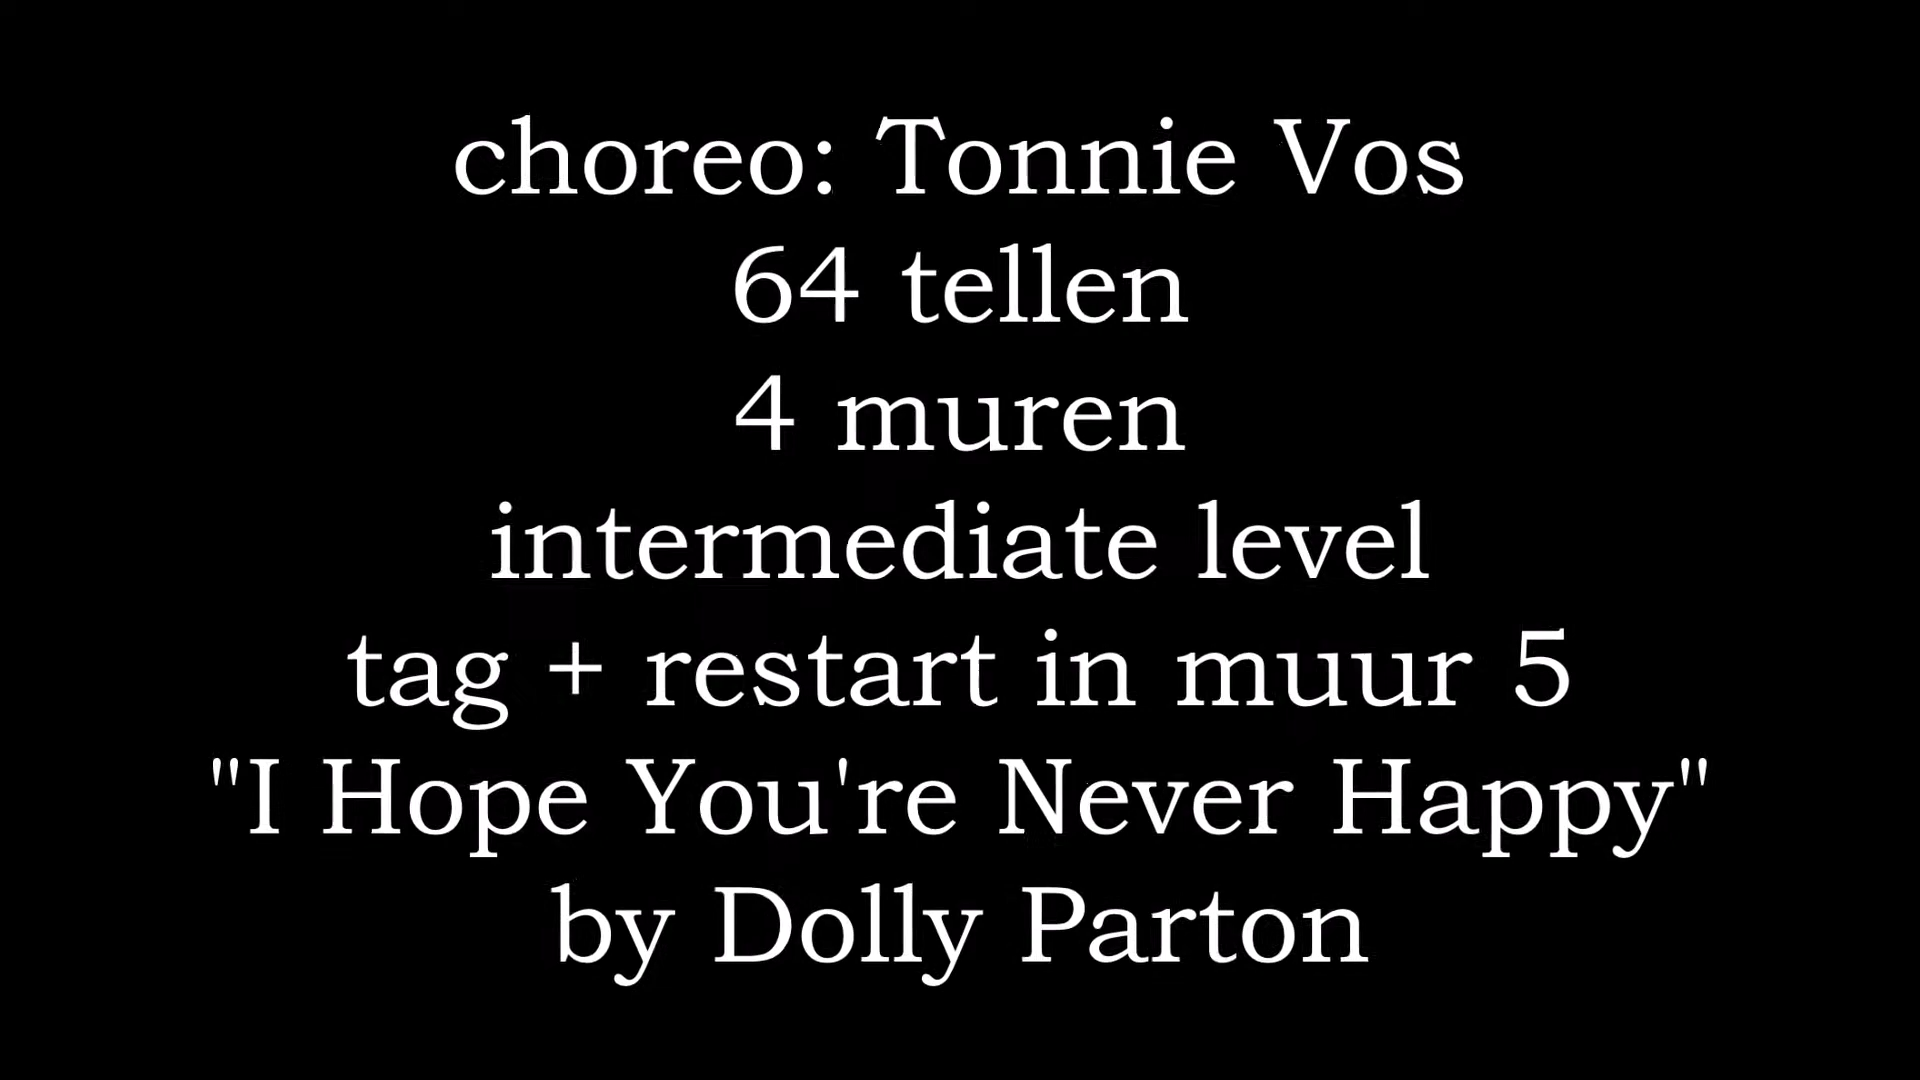 choreo: Tonnie Vos
64 tellen
4 muren
intermediate level
tag + restart in muur 5
"I Hope You're Never Happy"
by Dolly Parton